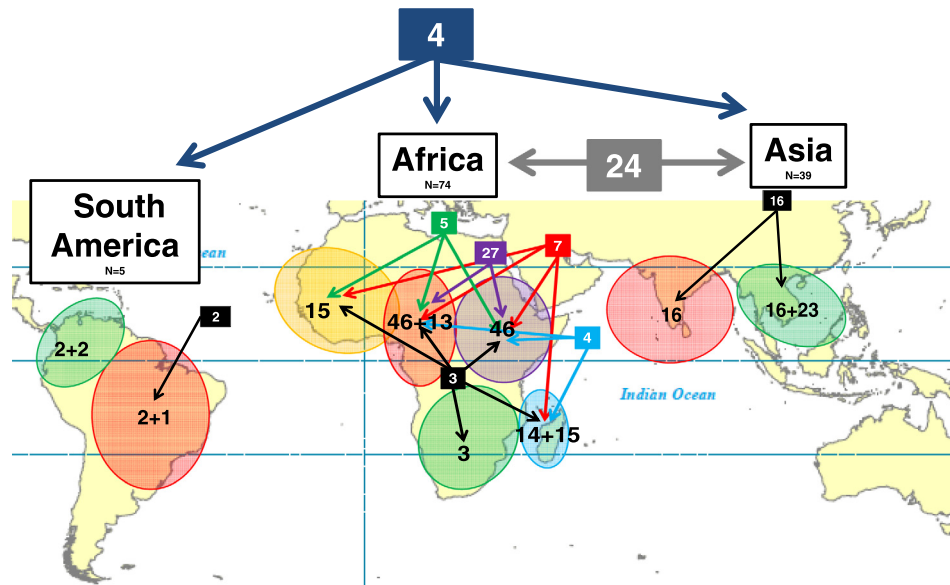 4
Africa
N=74
24
Asia
N=39
South
America
N=5
ean
16
5
27
7
15
46+13
46
16
16+23
2
2+2
4
3
2+1
Indian Ocean
14+15
3